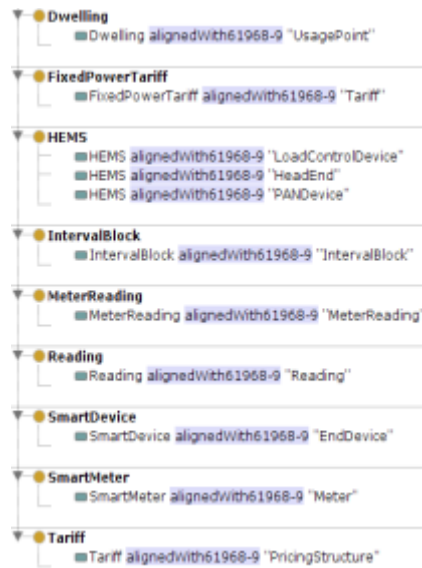 Dwelling
Dwelling alignedWith61968-9 "UsagePoint"
FixedPowerTariff
FixedPowerTariff alignedWith61968-9 "Tariff"
HEMS
HEMS alignedWith61968-9 "LoadControlDevice"
HEMS alignedWith61968-9 "HeadEnd"
HEMS alignedWith61968-9 "PANDevice"
IntervalBlock
IntervalBlock alignedWith61968-9 "IntervalBlock"
MeterReading
MeterReading alignedWith61968-9 "MeterReading"
Reading
Reading alignedWith61968-9 "Reading"
SmartDevice
SmartDevice alignedWith61968-9 "EndDevice"
SmartMeter
SmartMeter alignedWith61968-9 "Meter"
Tariff
Tariff alignedWith61968-9 "PricingStructure"